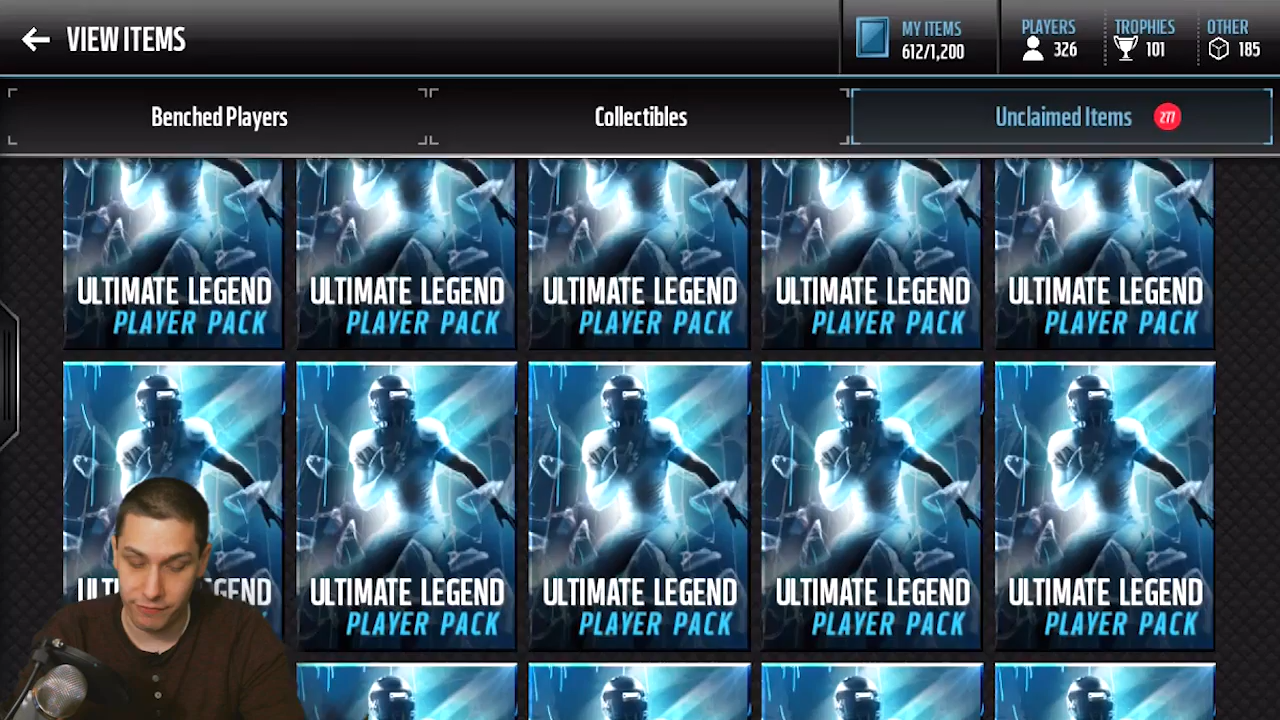 VIEW ITEMS
MY ITEMS
612/1,200
PLAYERS
326
TROPHIES
101
OTHER
185
Benched Players
Collectibles
Unclaimed Items
277
ULTIMATE LEGEND
PLAYER PACK
ULTIMATE LEGEND
PLAYER PACK
ULTIMATE LEGEND
PLAYER PACK
ULTIMATE LEGEND
PLAYER PACK
ULTIMATE LEGEND
PLAYER PACK
GEND
ULTIMATE LEGEND
PLAYER PACK
ULTIMATE LEGEND
PLAYER PACK
ULTIMATE LEGEND
PLAYER PACK
ULTIMATE LEGEND
PLAYER PACK